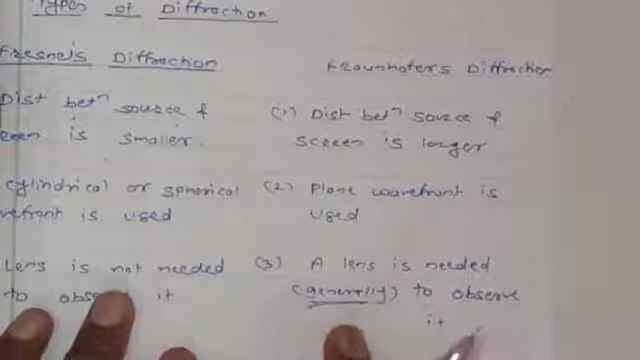 Types of Diffraction
Fresnel's Diffraction
Dist betn source &
is smaller.
cylindrical or spherical
wavefront is used
Lens is not needed
to observe it
Fraunhofer's Diffraction
(1) Dist betn source &
screen is larger
(2) Plane wavefront is
used
(3) A lens is needed
(generally) to observe
it